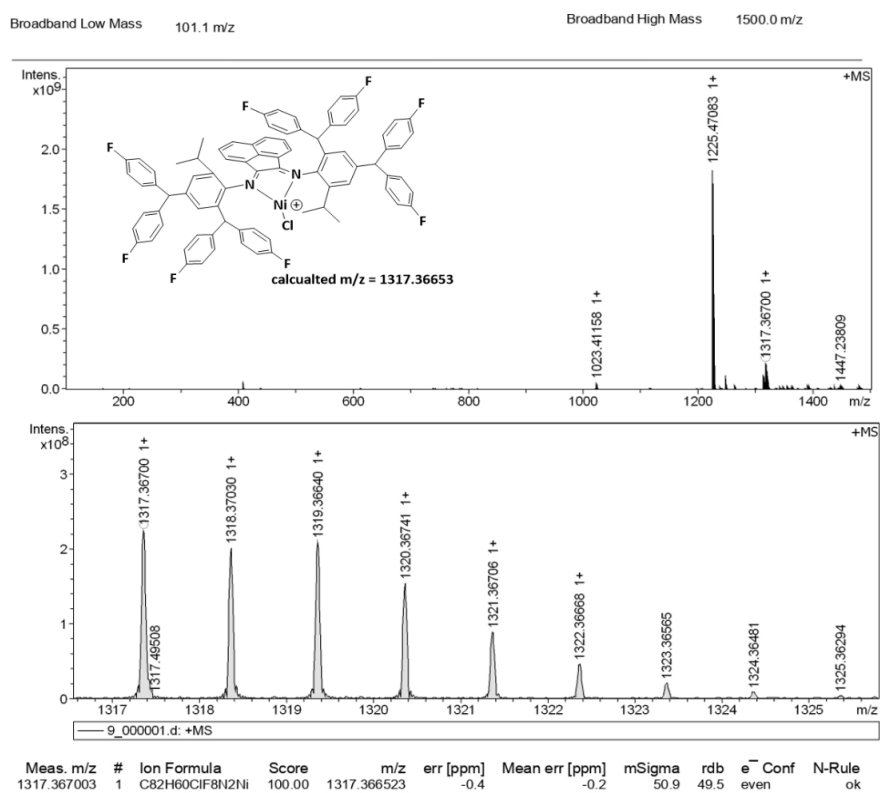 Broadband Low Mass 101.1 m/z Broadband High Mass 1500.0 m/z
Intens.
x10⁹
+MS
2.0
1.5
1.0
0.5
0.0
1023.41158 1+
1225.47083 1+
1317.36700 1+
1447.23809
F
F
F
F
F
F
F
F
N
N
Ni
⊕
Cl
calcualted m/z = 1317.36653
200 400 600 800 1000 1200 1400 m/z
Intens.
x10⁸
+MS
3
2
1
0
1317.36700 1+
1317.49508
1318.37030 1+
1319.36640 1+
1320.36741 1+
1321.36706 1+
1322.36668 1+
1323.36565
1324.36481
1325.36294
1317 1318 1319 1320 1321 1322 1323 1324 1325 m/z
9_000001.d: +MS
Meas. m/z # Ion Formula Score m/z err [ppm] Mean err [ppm] mSigma rdb e⁻ Conf N-Rule
1317.367003 1 C82H60ClF8N2Ni 100.00 1317.366523 -0.4 -0.2 50.9 49.5 even ok